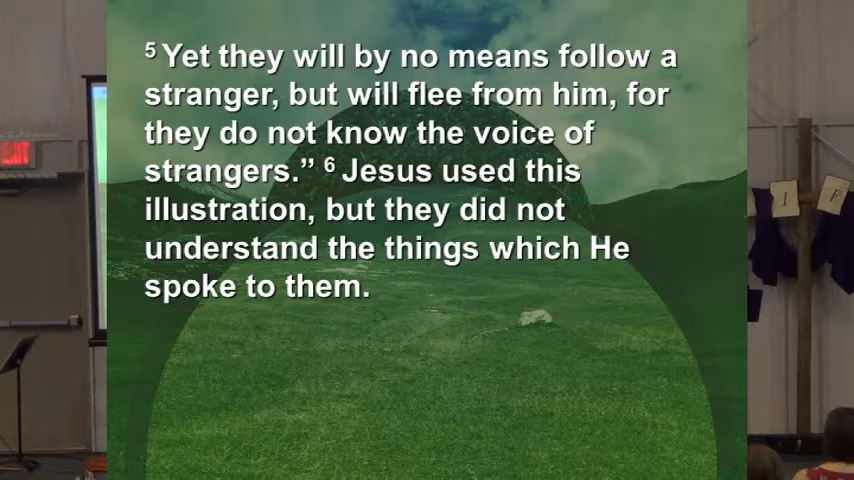 5 Yet they will by no means follow a
stranger, but will flee from him, for
they do not know the voice of
strangers.” 6 Jesus used this
illustration, but they did not
understand the things which He
spoke to them.
EXIT
V